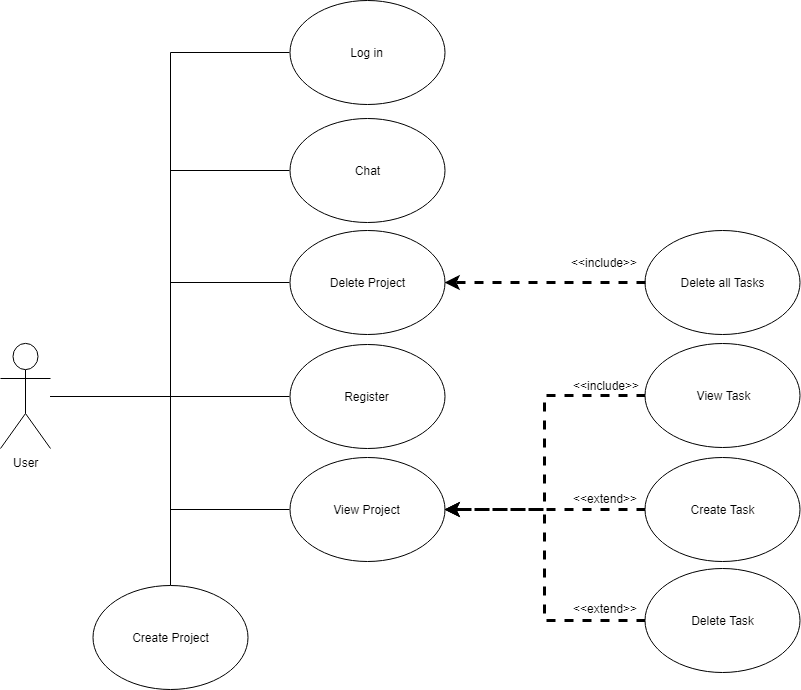 Log in
Chat
Delete Project
<<include>>
Delete all Tasks
Register
<<include>>
View Task
User
View Project
<<extend>>
Create Task
<<extend>>
Delete Task
Create Project